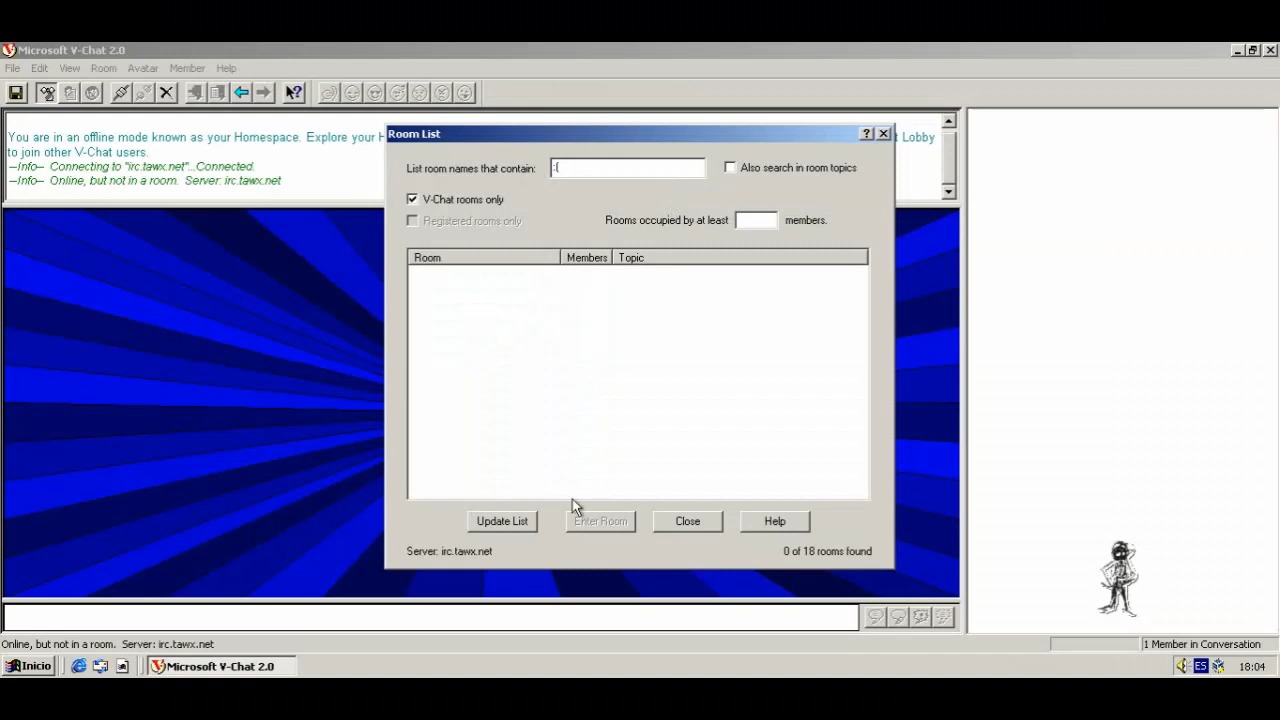 Microsoft V-Chat 2.0
File Edit View Room Avatar Member Help
You are in an offline mode known as your Homespace. Explore your H
t Lobby
to join other V-Chat users.
—Info— Connecting to "irc.tawx.net"...Connected.
—Info— Online, but not in a room. Server: irc.tawx.net
Room List
List room names that contain: :[
Also search in room topics
V-Chat rooms only
Registered rooms only
Rooms occupied by at least members.
Room Members Topic
Update List Enter Room Close Help
Server: irc.tawx.net 0 of 18 rooms found
Online, but not in a room. Server: irc.tawx.net
1 Member in Conversation
Inicio Microsoft V-Chat 2.0 ES 18:04